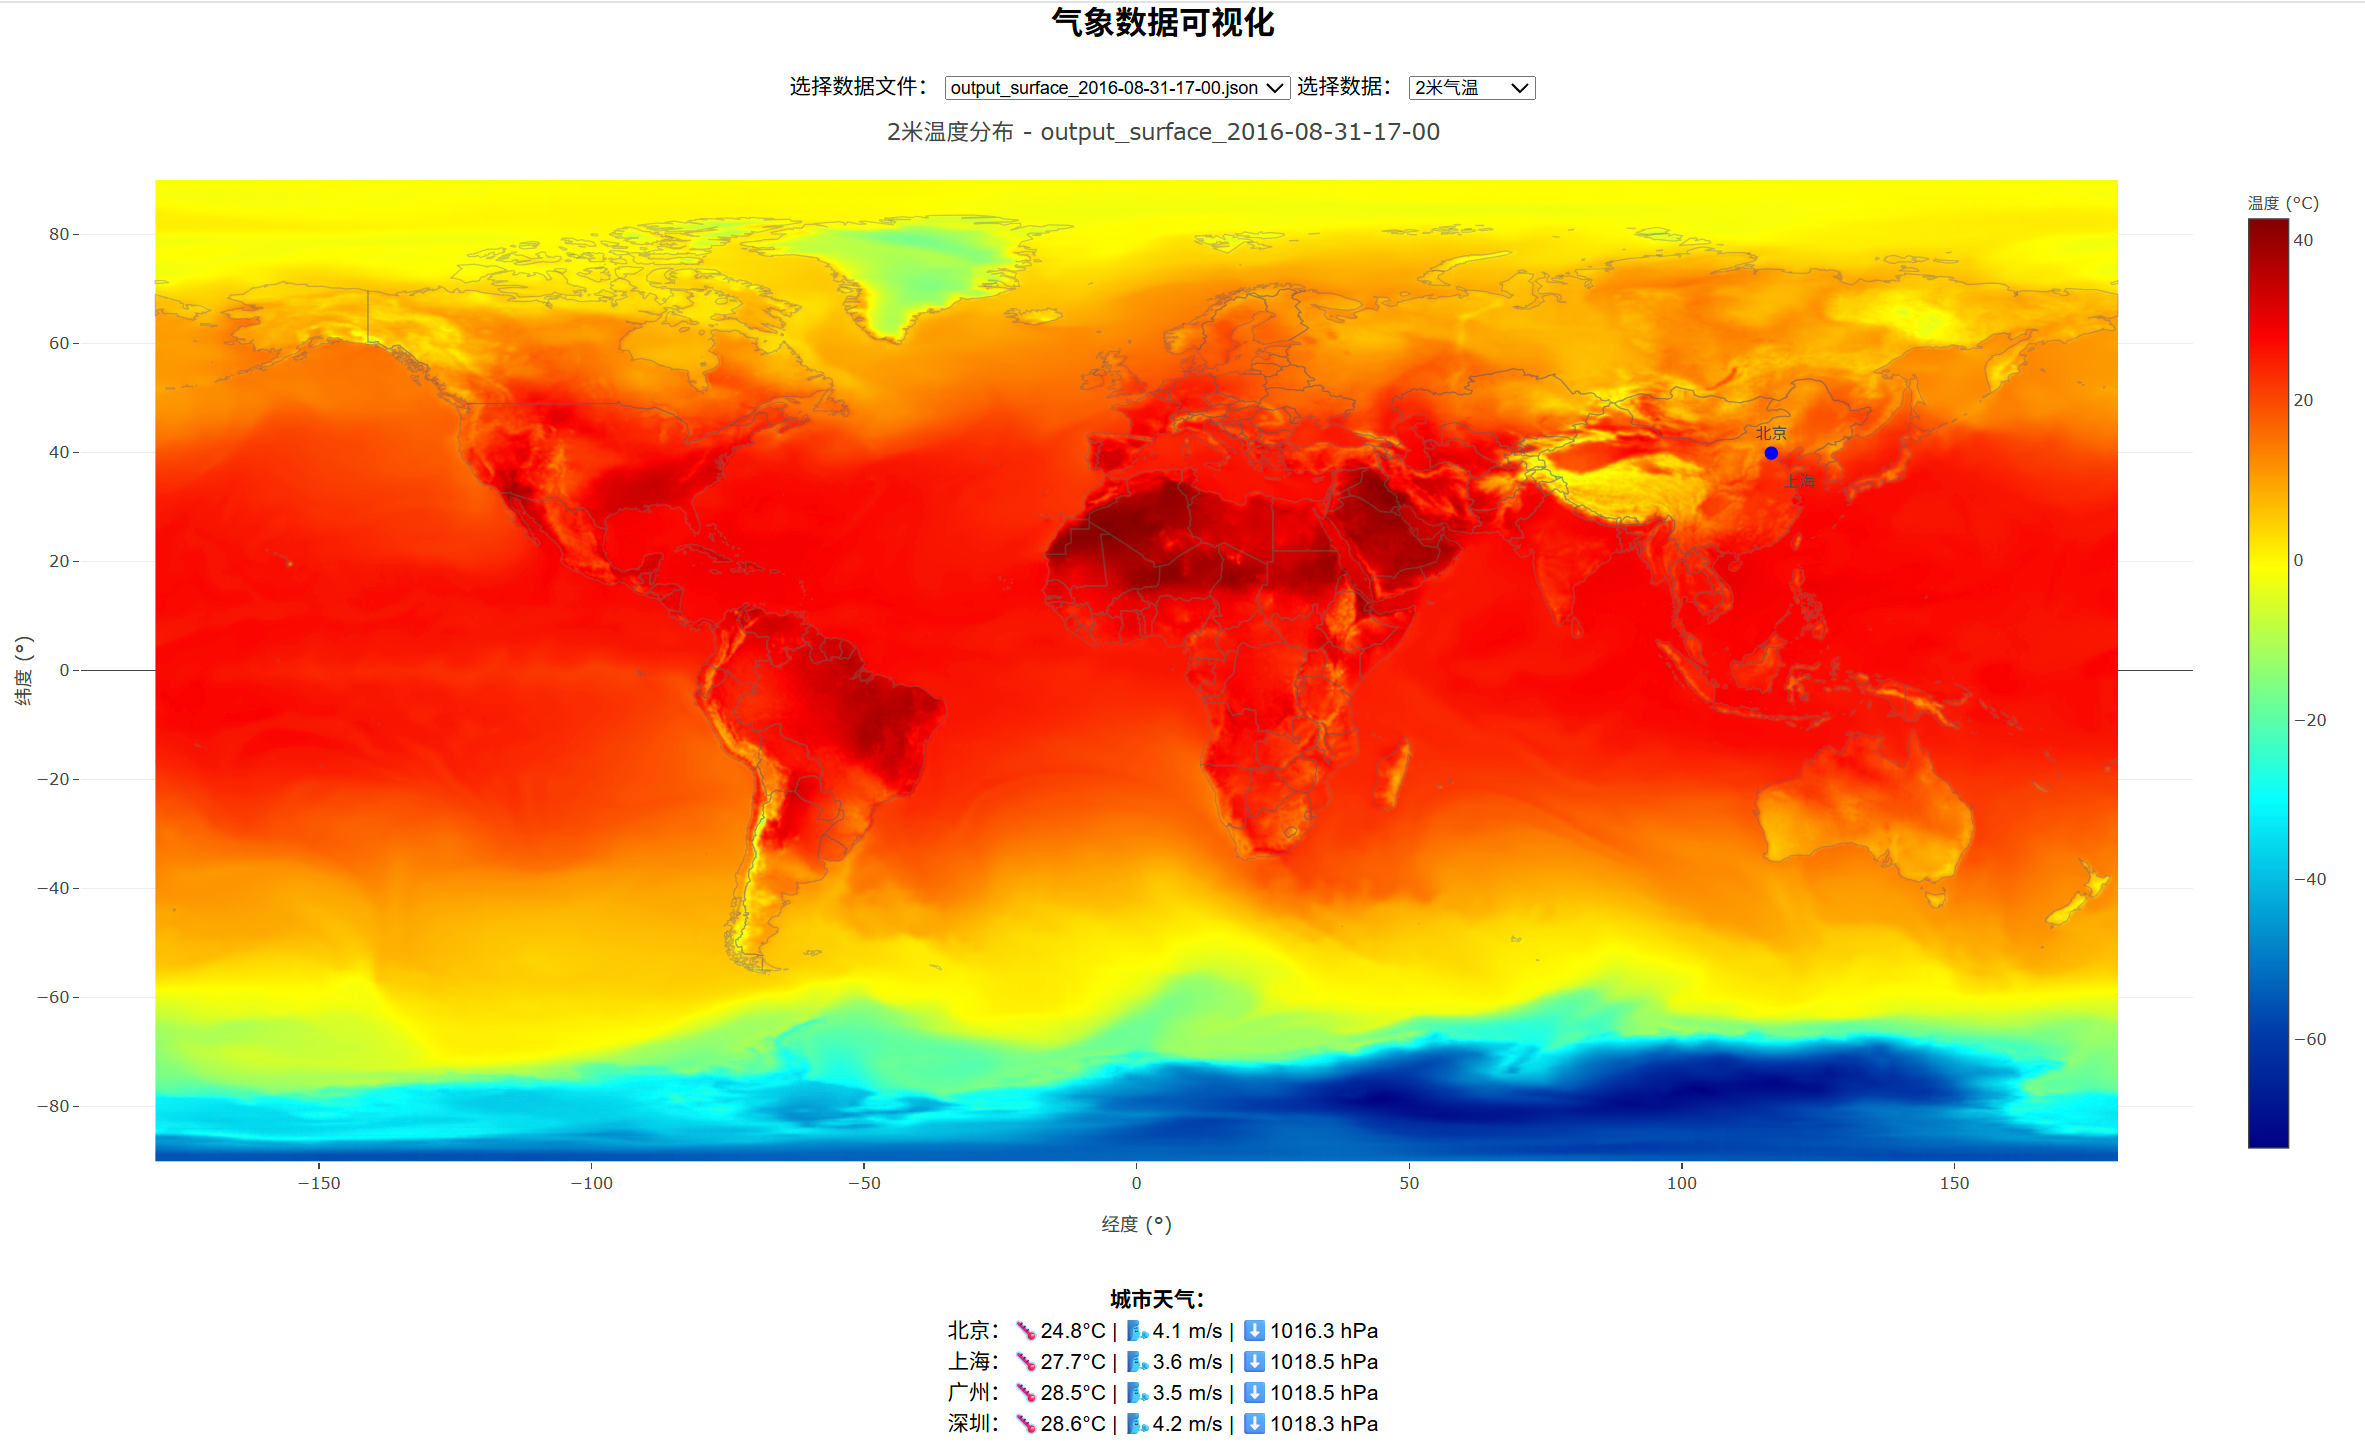 气象数据可视化
选择数据文件： output_surface_2016-08-31-17-00.json 选择数据： 2米气温
2米温度分布 - output_surface_2016-08-31-17-00
温度 (°C)
40
20
0
−20
−40
−60
纬度 (°)
80
60
40
20
0
−20
−40
−60
−80
北京
上海
−150 −100 −50 0 50 100 150
经度 (°)
城市天气：
北京： 🌡️24.8°C | 🌬️4.1 m/s | ⬇️1016.3 hPa
上海： 🌡️27.7°C | 🌬️3.6 m/s | ⬇️1018.5 hPa
广州： 🌡️28.5°C | 🌬️3.5 m/s | ⬇️1018.5 hPa
深圳： 🌡️28.6°C | 🌬️4.2 m/s | ⬇️1018.3 hPa